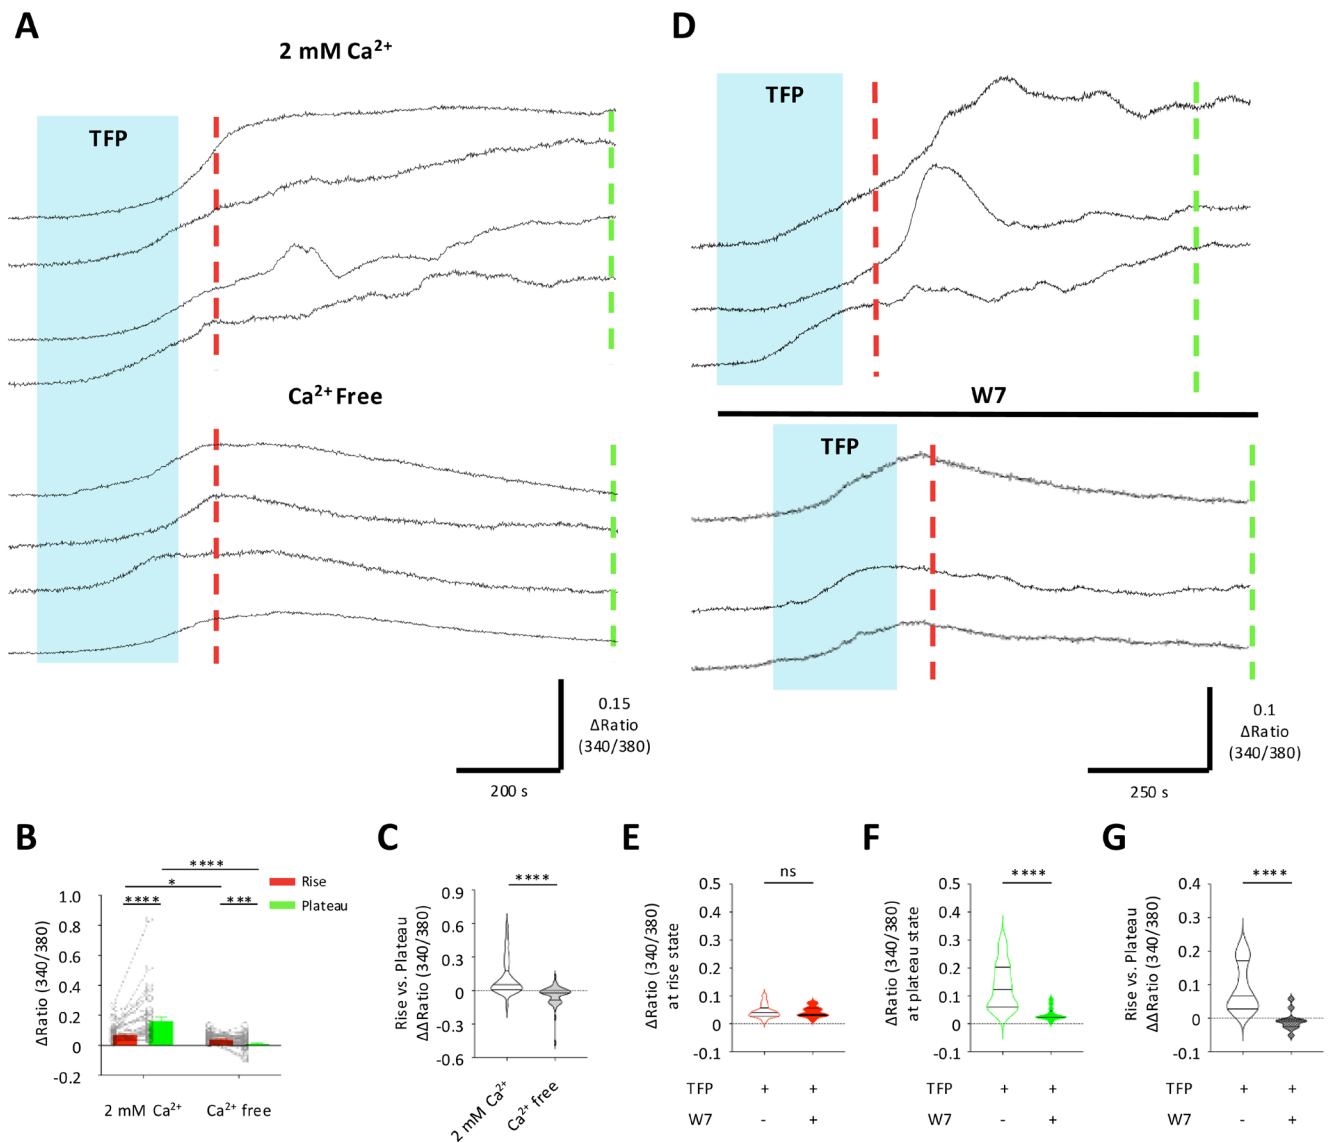 A
2 mM Ca²⁺
TFP
Ca²⁺ Free
0.15
ΔRatio
(340/380)
200 s
D
TFP
W7
TFP
0.1
ΔRatio
(340/380)
250 s
B
ΔRatio (340/380)
1.0
0.8
0.6
0.4
0.2
0
-0.2
****
*
****
***
Rise
Plateau
2 mM Ca²⁺
Ca²⁺ free
C
Rise vs. Plateau
ΔΔRatio (340/380)
0.9
0.6
0.3
0
-0.3
-0.6
****
2 mM Ca²⁺
Ca²⁺ free
E
ΔRatio (340/380)
at rise state
0.5
0.4
0.3
0.2
0.1
0
-0.1
ns
TFP + +
W7 - +
F
ΔRatio (340/380)
at plateau state
0.5
0.4
0.3
0.2
0.1
0
-0.1
****
TFP + +
W7 - +
G
Rise vs. Plateau
ΔΔRatio (340/380)
0.4
0.3
0.2
0.1
0
-0.1
****
TFP + +
W7 - +